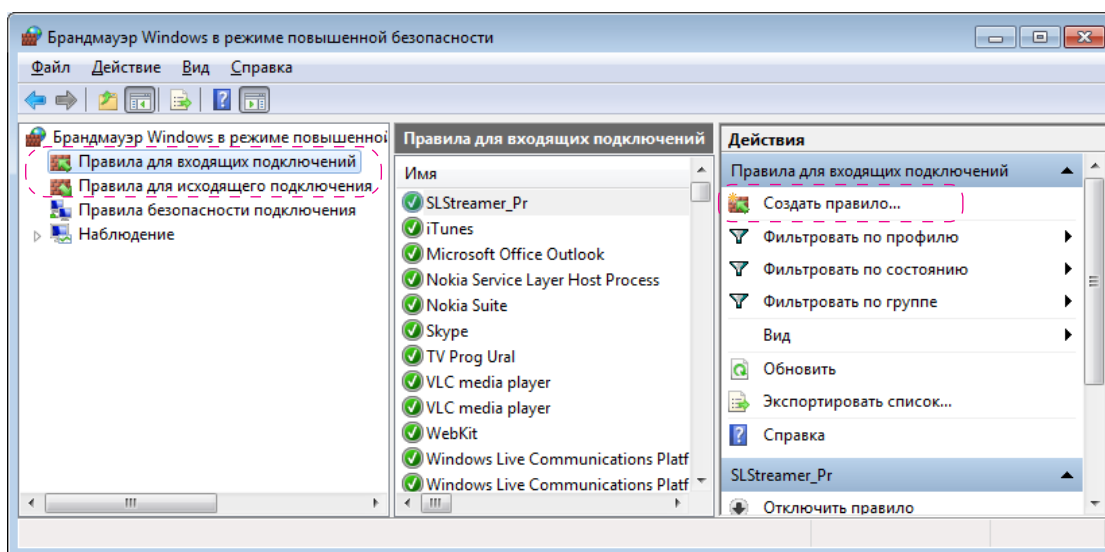 Брандмауэр Windows в режиме повышенной безопасности
Файл Действие Вид Справка
Брандмауэр Windows в режиме повышенной
Правила для входящих подключений
Правила для исходящего подключения
Правила безопасности подключения
Наблюдение
Правила для входящих подключений
Имя
SLStreamer_Pr
iTunes
Microsoft Office Outlook
Nokia Service Layer Host Process
Nokia Suite
Skype
TV Prog Ural
VLC media player
VLC media player
WebKit
Windows Live Communications Platf
Windows Live Communications Platf
Действия
Правила для входящих подключений
Создать правило...
Фильтровать по профилю
Фильтровать по состоянию
Фильтровать по группе
Вид
Обновить
Экспортировать список...
Справка
SLStreamer_Pr
Отключить правило